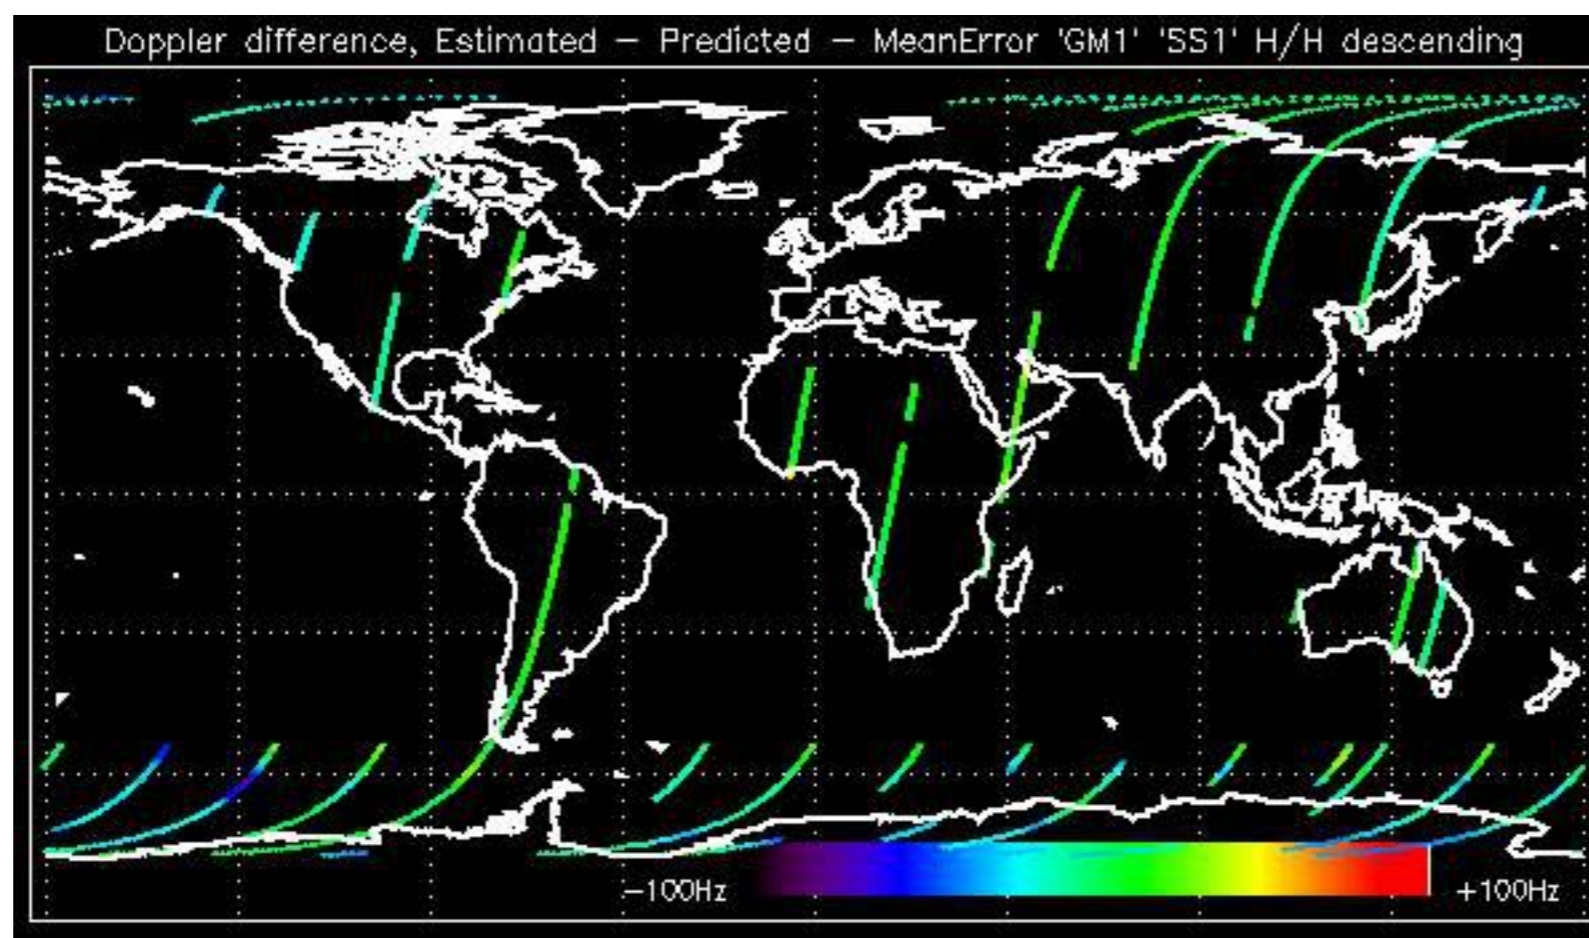 Doppler difference, Estimated – Predicted – MeanError 'GM1' 'SS1' H/H descending
−100Hz +100Hz